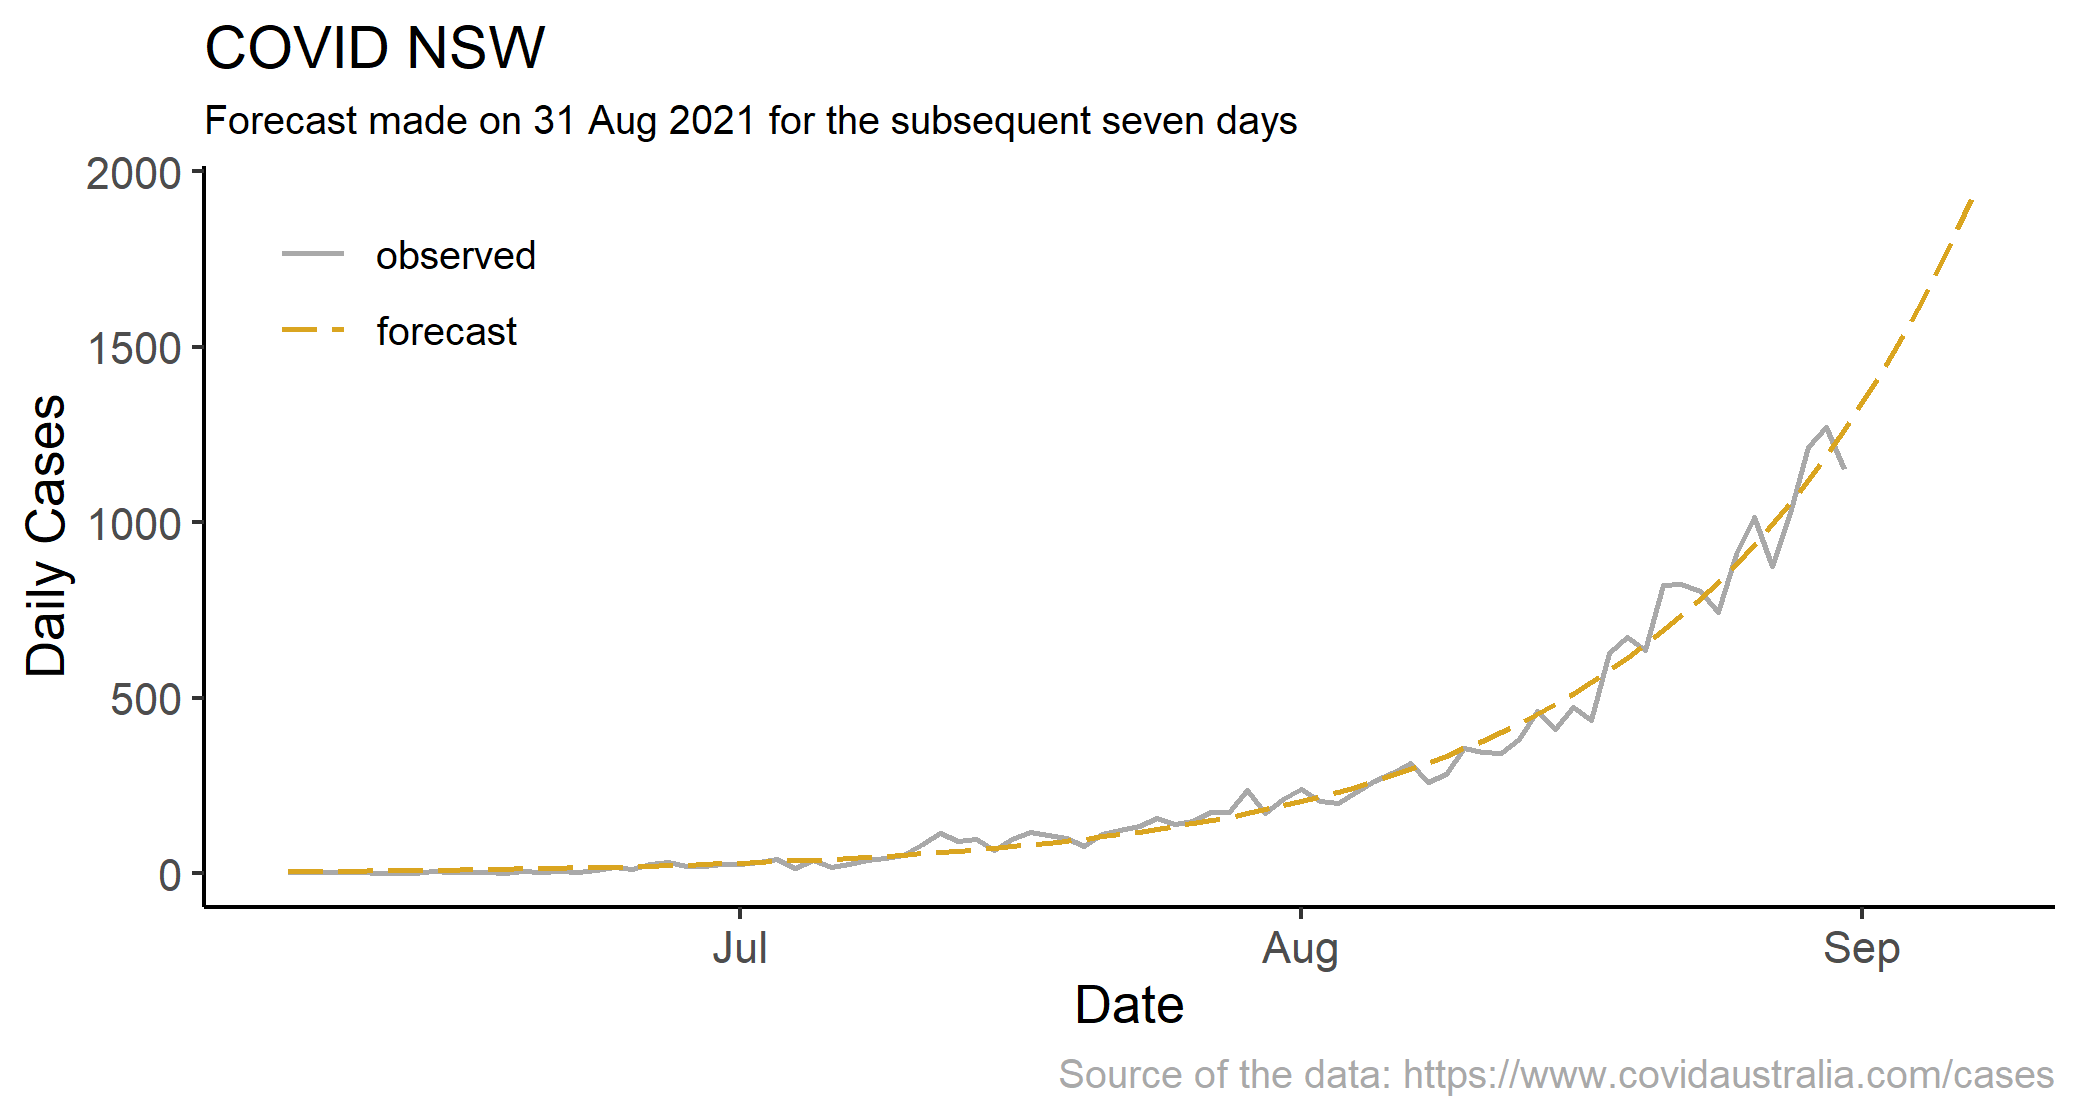 COVID NSW
Forecast made on 31 Aug 2021 for the subsequent seven days
2000
1500
1000
500
0
Daily Cases
observed
forecast
Jul Aug Sep
Date
Source of the data: https://www.covidaustralia.com/cases